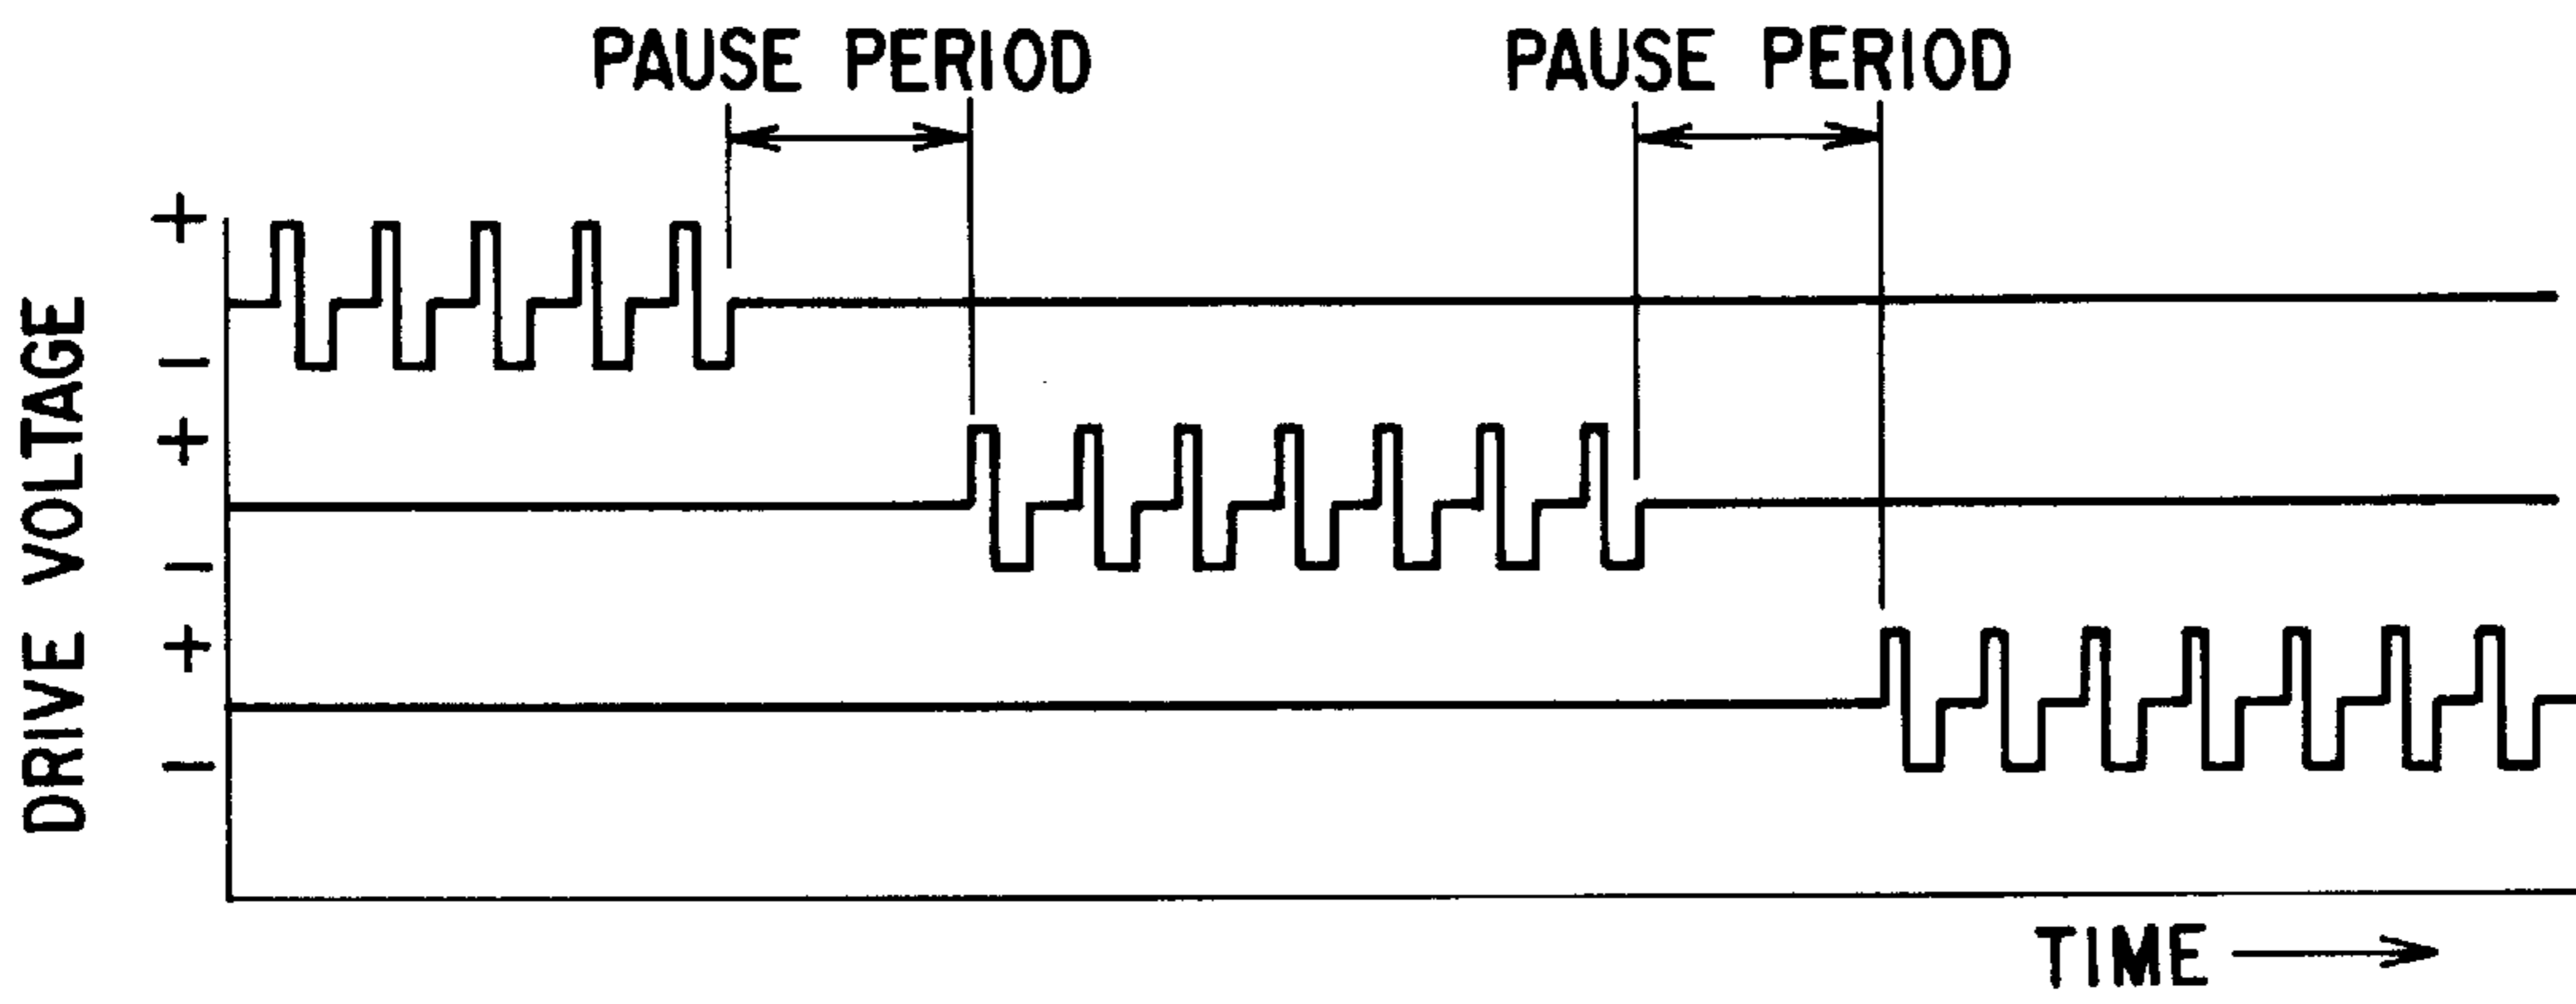 PAUSE PERIOD
PAUSE PERIOD
DRIVE VOLTAGE
+
−
+
−
+
−
TIME